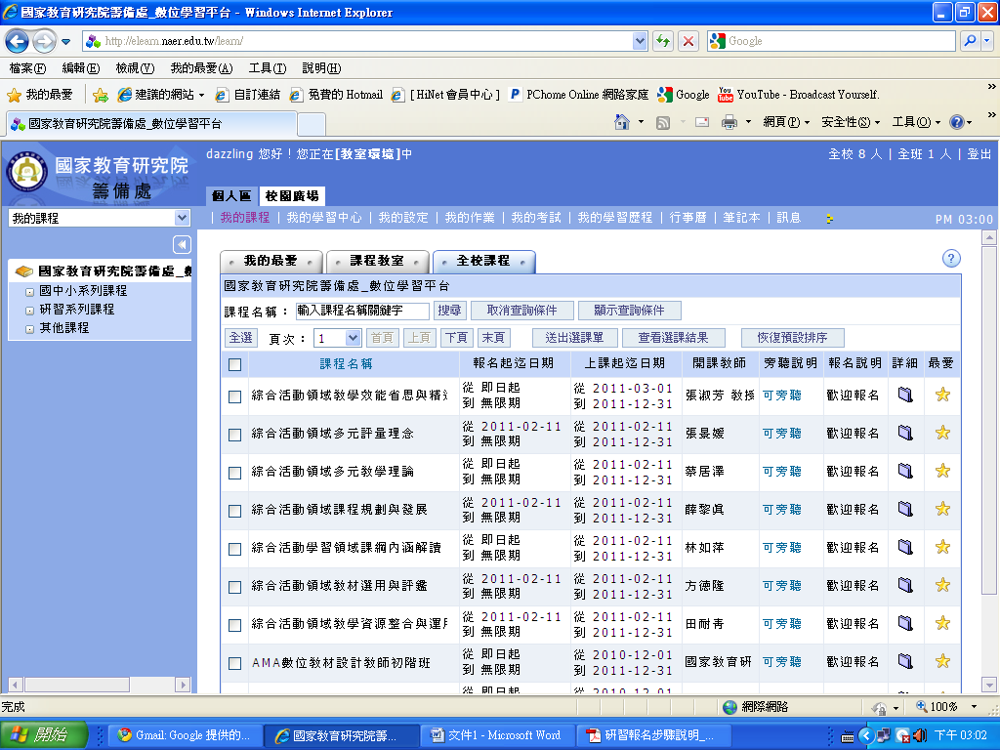 國家教育研究院籌備處_數位學習平台 - Windows Internet Explorer
http://elearn.naer.edu.tw/learn/
Google
檔案(F) 編輯(E) 檢視(V) 我的最愛(A) 工具(T) 說明(H)
我的最愛 建議的網站 自訂連結 免費的 Hotmail [ HiNet 會員中心 ] PChome Online 網路家庭 Google YouTube - Broadcast Yourself.
國家教育研究院籌備處_數位學習平台
網頁(P) 安全性(S) 工具(O)
國家教育研究院
籌備處
dazzling 您好！您正在[教室環境]中
全校 8 人 | 全班 1 人 | 登出
個人區 校園廣場
我的課程
我的課程 | 我的學習中心 | 我的設定 | 我的作業 | 我的考試 | 我的學習歷程 | 行事曆 | 筆記本 | 訊息
PM 03:00
國家教育研究院籌備處_數
國中小系列課程
研習系列課程
其他課程
我的最愛 課程教室 全校課程
國家教育研究院籌備處_數位學習平台
課程名稱： 輸入課程名稱關鍵字 搜尋 取消查詢條件 顯示查詢條件
全選 頁次： 1 首頁 上頁 下頁 末頁 送出選課單 查看選課結果 恢復預設排序
課程名稱 報名起迄日期 上課起迄日期 開課教師 旁聽說明 報名說明 詳細 最愛
綜合活動領域教學效能省思與精 從 即日起 到 無限期 從 2011-03-01 到 2011-12-31 張淑芳 教授 可旁聽 歡迎報名
綜合活動領域多元評量理念 從 2011-02-11 到 無限期 從 2011-02-11 到 2011-12-31 張景媛 可旁聽 歡迎報名
綜合活動領域多元教學理論 從 即日起 到 無限期 從 2011-02-11 到 2011-12-31 蔡居澤 可旁聽 歡迎報名
綜合活動領域課程規劃與發展 從 2011-02-11 到 無限期 從 2011-02-11 到 2011-12-31 薛黎眞 可旁聽 歡迎報名
綜合活動學習領域課綱內涵解讀 從 即日起 到 無限期 從 2011-02-11 到 2011-12-31 林如萍 可旁聽 歡迎報名
綜合活動領域教材選用與評鑑 從 2011-02-11 到 無限期 從 2011-02-11 到 2011-12-31 方德隆 可旁聽 歡迎報名
綜合活動領域教學資源整合與運用 從 2011-02-11 到 無限期 從 2011-02-11 到 2011-12-31 田耐青 可旁聽 歡迎報名
AMA數位教材設計教師初階班 從 即日起 到 無限期 從 2010-12-01 到 2011-12-31 國家教育研 可旁聽 歡迎報名
從 即日起 從 2010-12-01
完成
網際網路
100%
開始 Gmail: Google 提供的... 國家教育研究院籌... 文件1 - Microsoft Word 研習報名步驟說明_... 下午 03:02